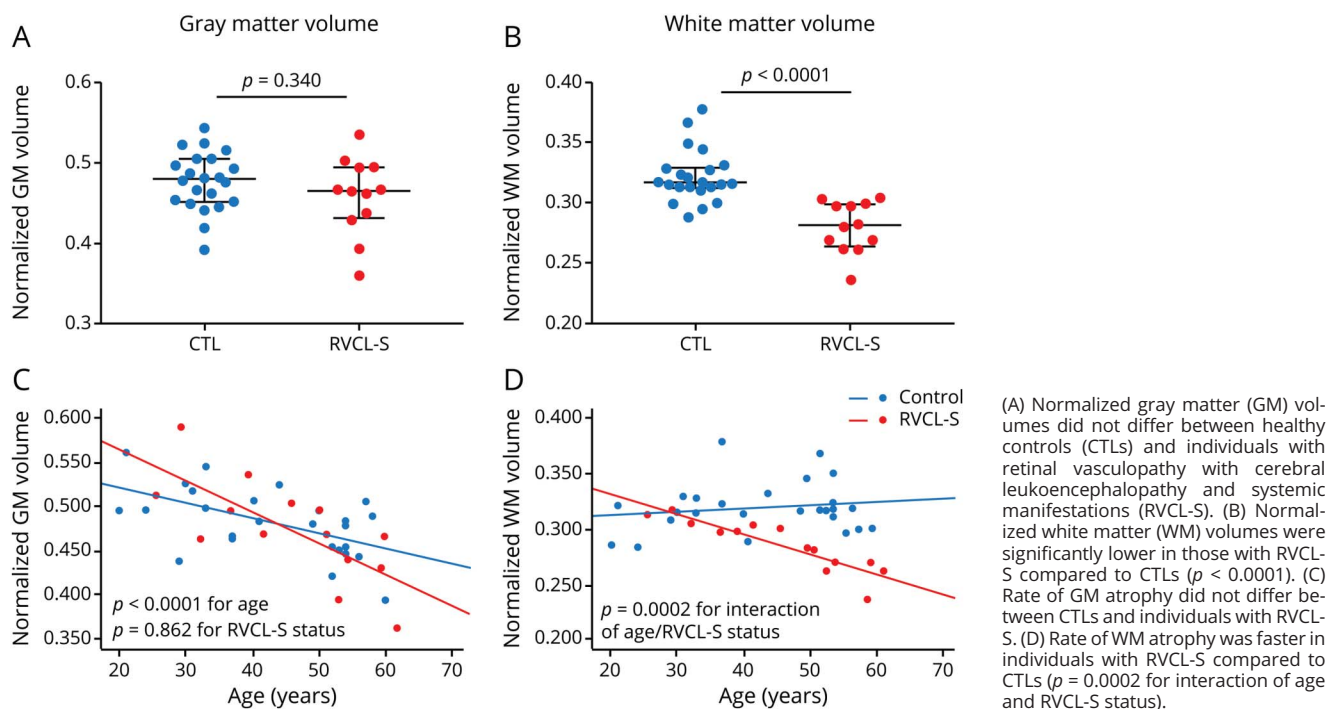 A
Gray matter volume
Normalized GM volume
0.6
0.5
0.4
0.3
p = 0.340
CTL
RVCL-S
B
White matter volume
Normalized WM volume
0.40
0.35
0.30
0.25
0.20
p < 0.0001
CTL
RVCL-S
C
Normalized GM volume
0.600
0.550
0.500
0.450
0.400
0.350
p < 0.0001 for age
p = 0.862 for RVCL-S status
20 30 40 50 60 70
Age (years)
D
Normalized WM volume
0.400
0.350
0.300
0.250
0.200
Control
RVCL-S
p = 0.0002 for interaction
of age/RVCL-S status
20 30 40 50 60 70
Age (years)
(A) Normalized gray matter (GM) vol-
umes did not differ between healthy
controls (CTLs) and individuals with
retinal vasculopathy with cerebral
leukoencephalopathy and systemic
manifestations (RVCL-S). (B) Normal-
ized white matter (WM) volumes were
significantly lower in those with RVCL-
S compared to CTLs (p < 0.0001). (C)
Rate of GM atrophy did not differ be-
tween CTLs and individuals with RVCL-
S. (D) Rate of WM atrophy was faster in
individuals with RVCL-S compared to
CTLs (p = 0.0002 for interaction of age
and RVCL-S status).